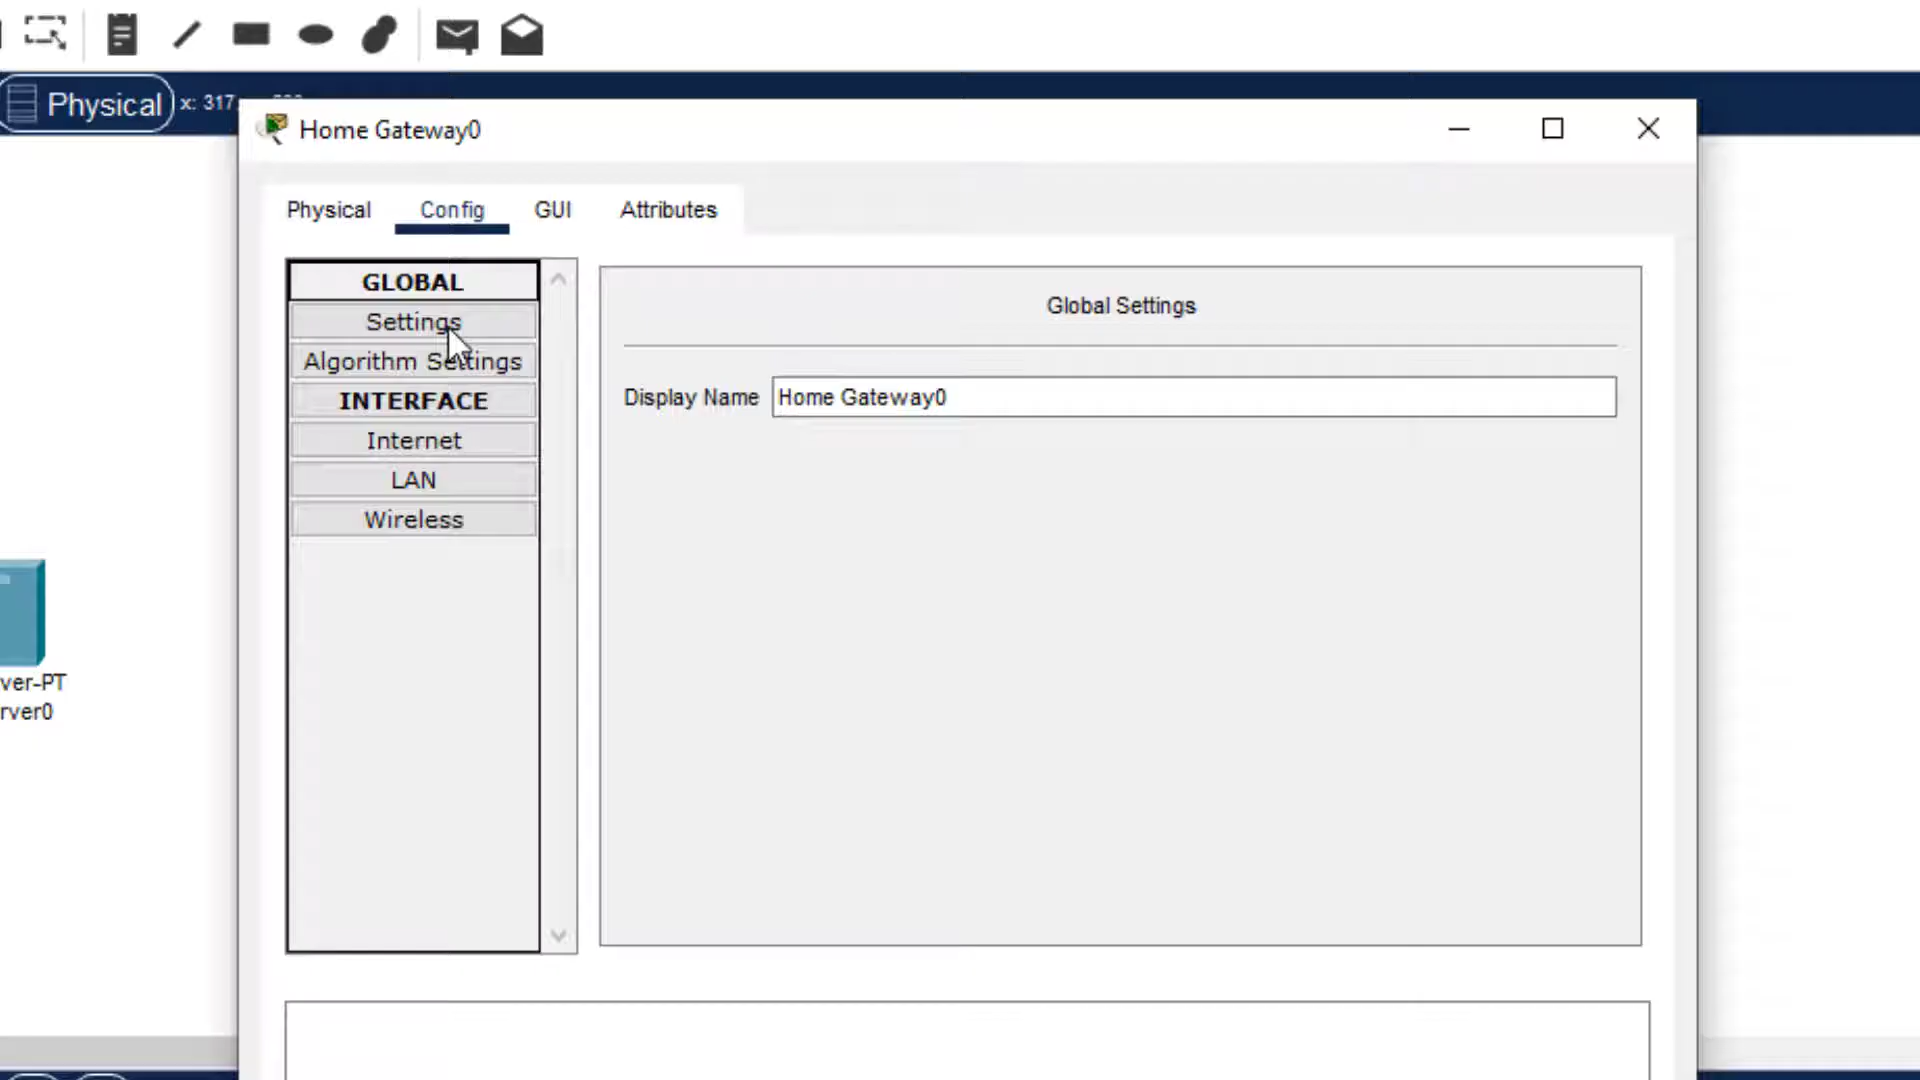 Physical
x: 317,
Home Gateway0
Physical
Config
GUI
Attributes
GLOBAL
Settings
Algorithm Settings
INTERFACE
Internet
LAN
Wireless
Global Settings
Display Name
Home Gateway0
ver-PT
rver0